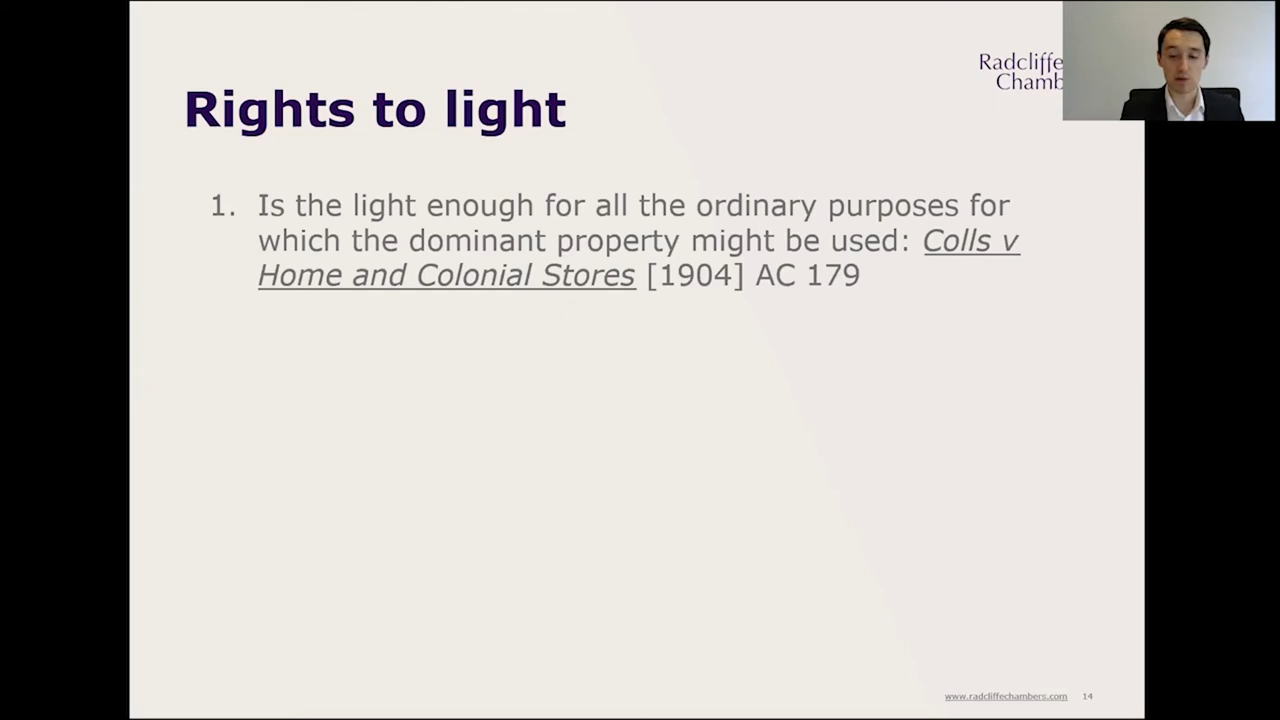 Radcliffe
Chamb
Rights to light
1. Is the light enough for all the ordinary purposes for
which the dominant property might be used: Colls v
Home and Colonial Stores [1904] AC 179
www.radcliffechambers.com 14